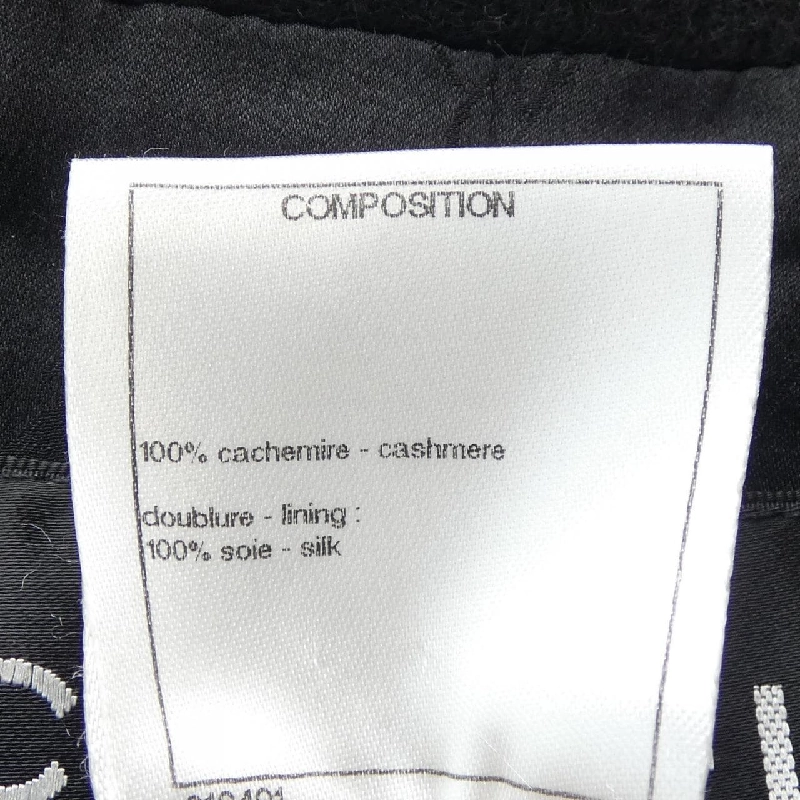 COMPOSITION
100% cachemire - cashmere
doublure - lining :
100% soie - silk